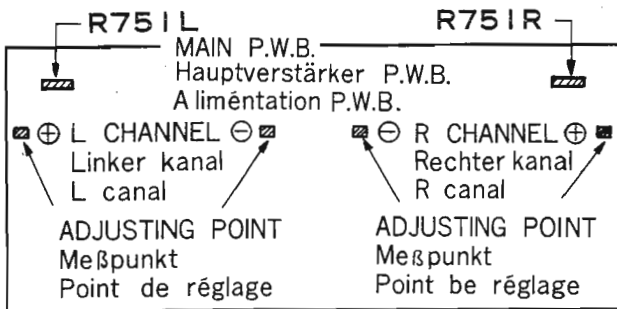 R751L
R751R
MAIN P.W.B.
Hauptverstärker P.W.B.
Aliméntation P.W.B.
⊕ L CHANNEL ⊖
Linker kanal
L canal
⊖ R CHANNEL ⊕
Rechter kanal
R canal
ADJUSTING POINT
Meßpunkt
Point de réglage
ADJUSTING POINT
Meßpunkt
Point be réglage